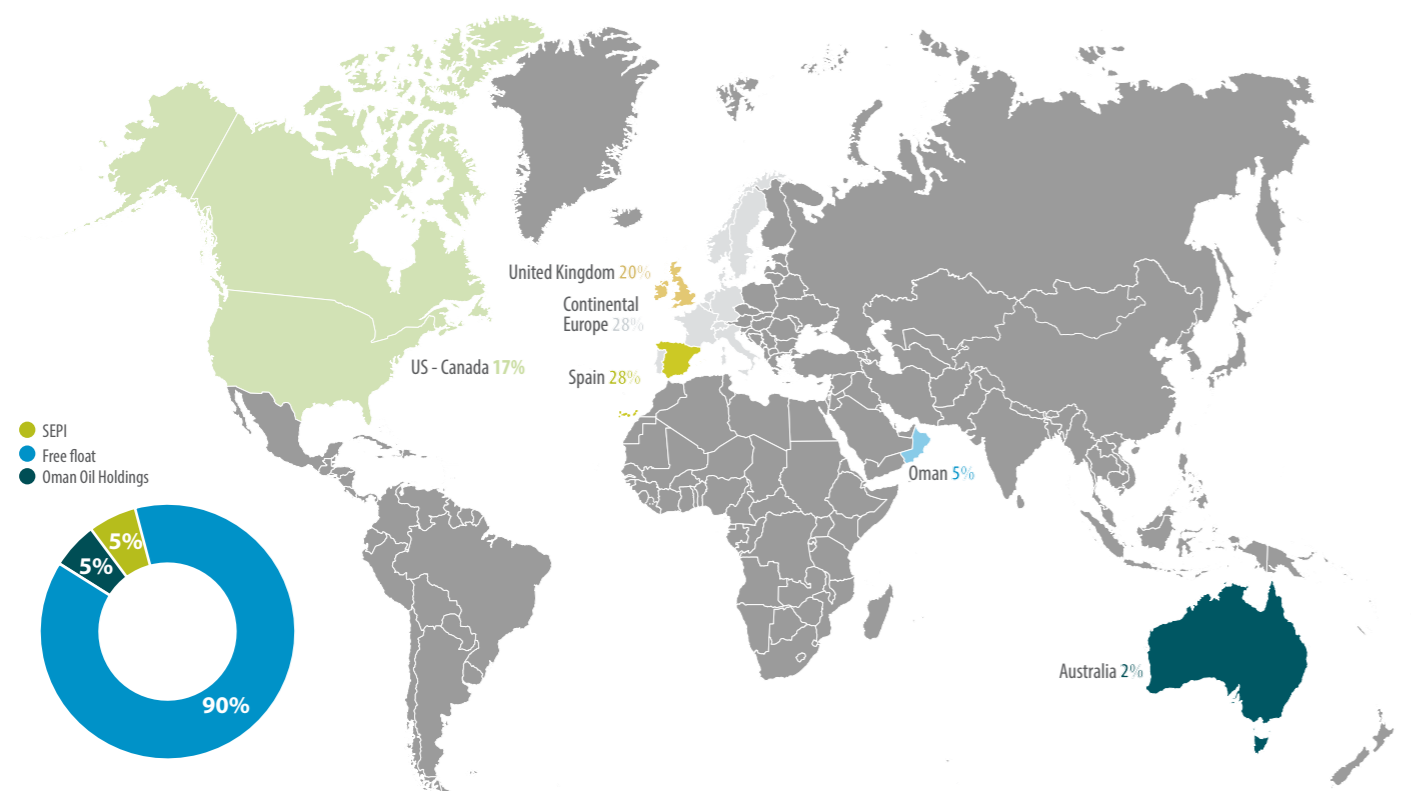 United Kingdom 20%
Continental
Europe 28%
US - Canada 17%
Spain 28%
SEPI
Free float
Oman Oil Holdings
Oman 5%
5%
5%
90%
Australia 2%